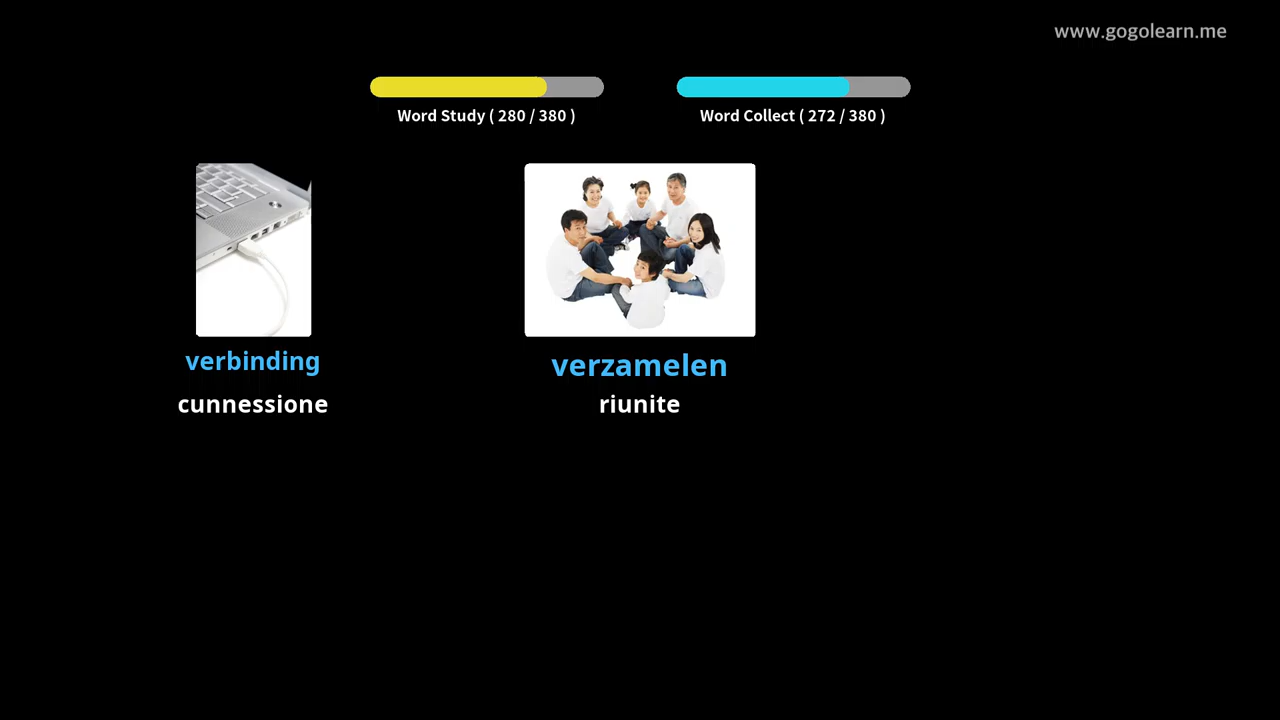 www.gogolearn.me
Word Study ( 280 / 380 )
Word Collect ( 272 / 380 )
verbinding
cunnessione
verzamelen
riunite